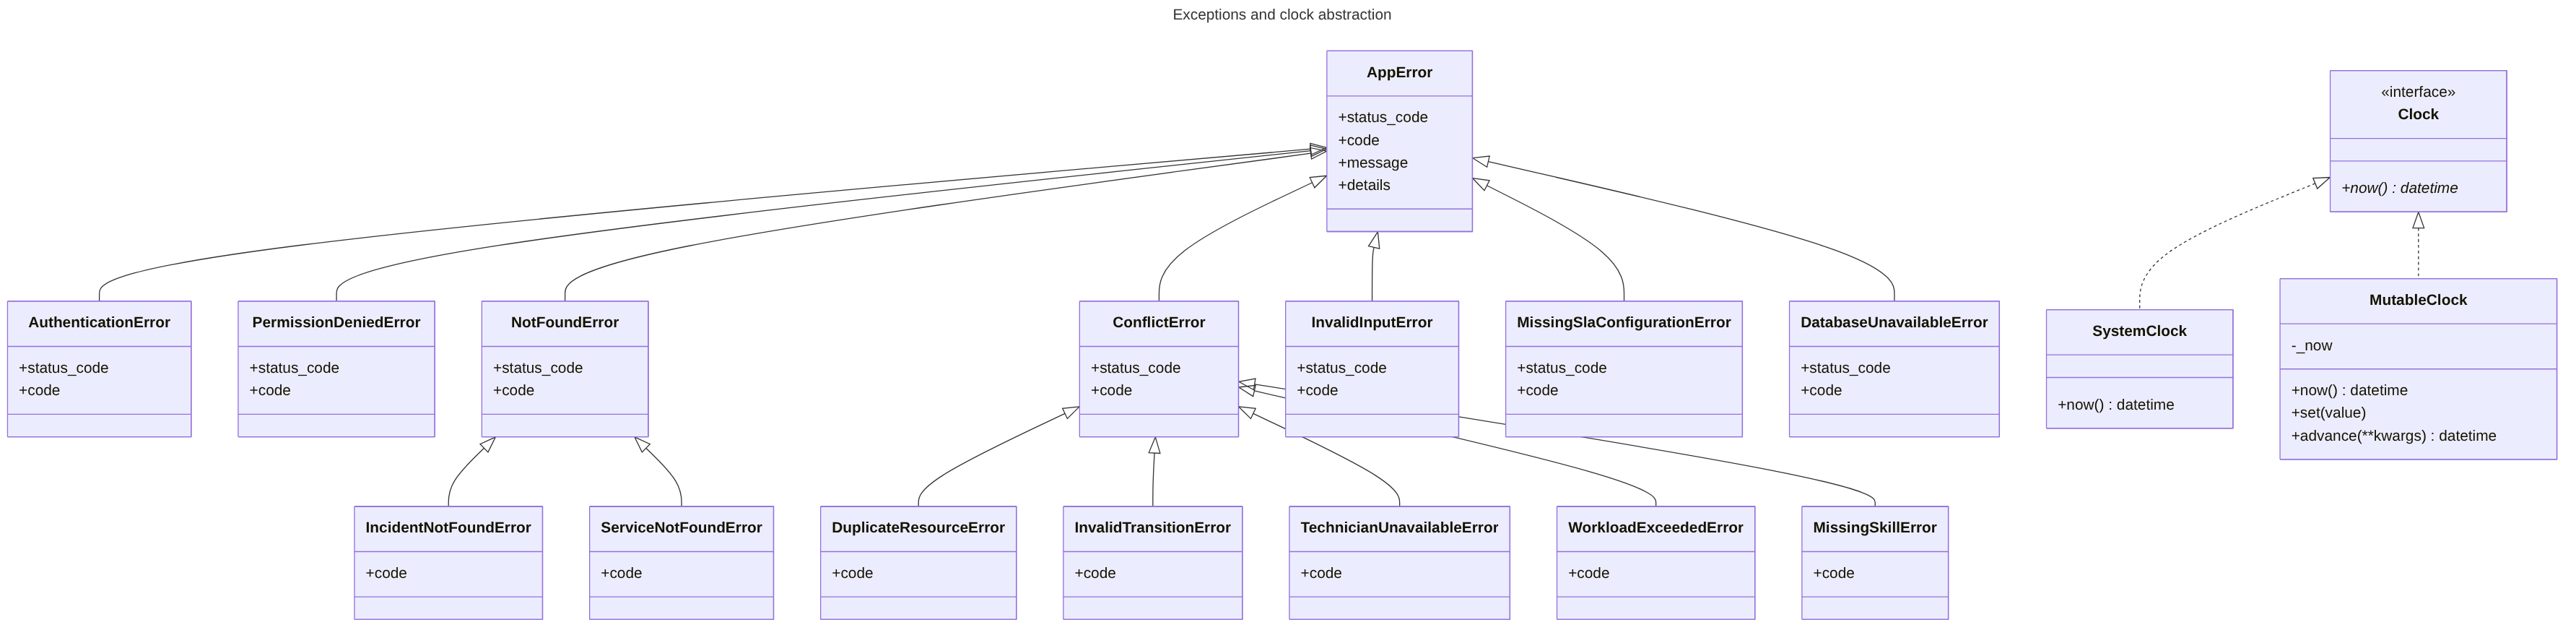 Exceptions and clock abstraction
AppError
+status_code
+code
+message
+details
«interface»
Clock
+now() : datetime
AuthenticationError
+status_code
+code
PermissionDeniedError
+status_code
+code
NotFoundError
+status_code
+code
ConflictError
+status_code
+code
InvalidInputError
+status_code
+code
MissingSlaConfigurationError
+status_code
+code
DatabaseUnavailableError
+status_code
+code
SystemClock
+now() : datetime
MutableClock
-_now
+now() : datetime
+set(value)
+advance(**kwargs) : datetime
IncidentNotFoundError
+code
ServiceNotFoundError
+code
DuplicateResourceError
+code
InvalidTransitionError
+code
TechnicianUnavailableError
+code
WorkloadExceededError
+code
MissingSkillError
+code